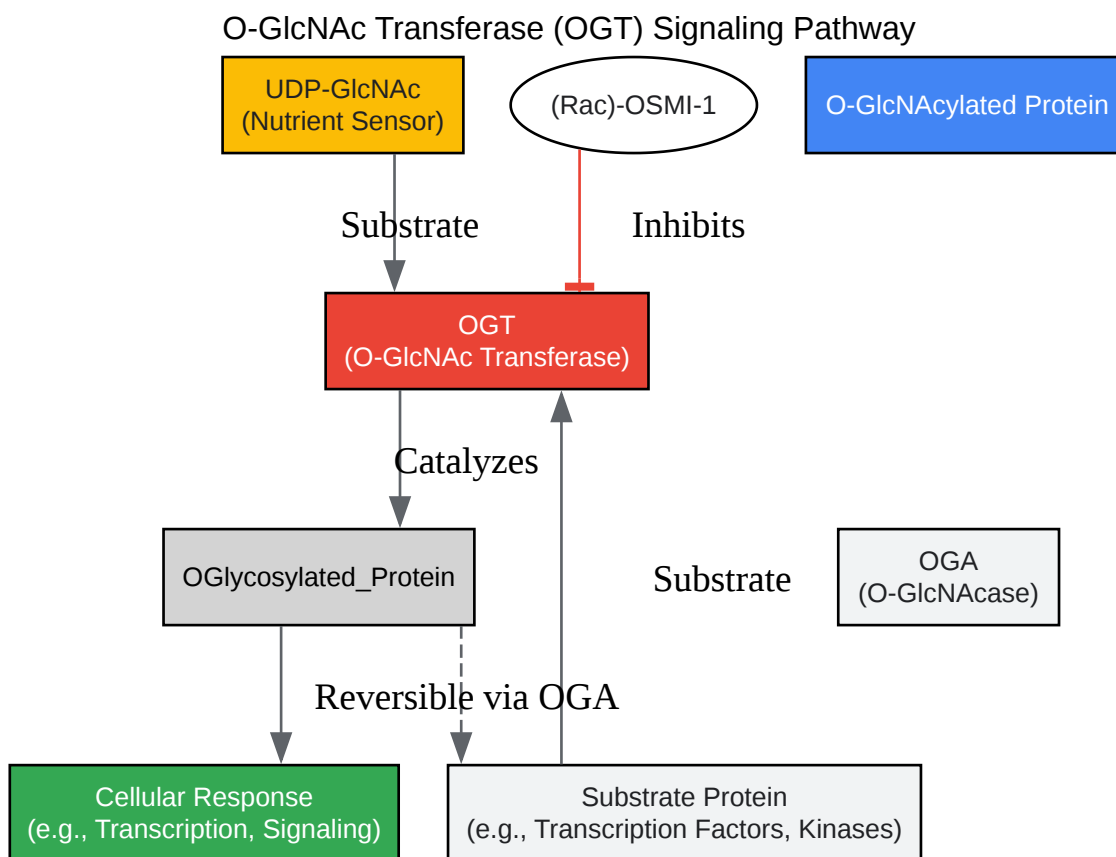 O-GlcNAc Transferase (OGT) Signaling Pathway
UDP-GlcNAc
(Nutrient Sensor)
(Rac)-OSMI-1
O-GlcNAcylated Protein
Substrate
Inhibits
OGT
(O-GlcNAc Transferase)
Catalyzes
OGlycosylated_Protein
Substrate
OGA
(O-GlcNAcase)
Reversible via OGA
Cellular Response
(e.g., Transcription, Signaling)
Substrate Protein
(e.g., Transcription Factors, Kinases)